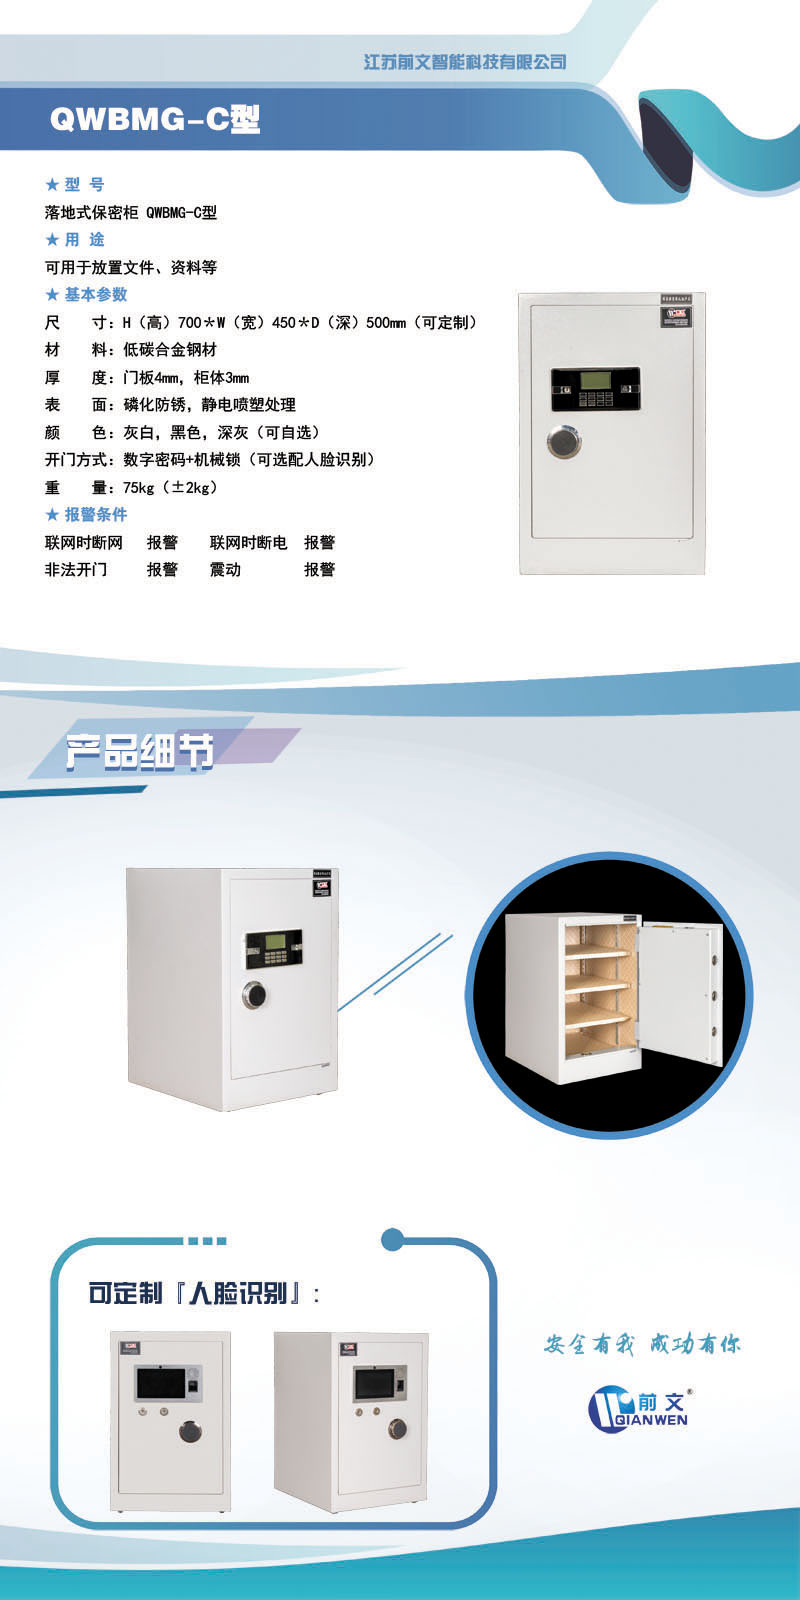 江苏前文智能科技有限公司
QWBMG-C型
★ 型 号
落地式保密柜 QWBMG-C型
★ 用 途
可用于放置文件、资料等
★ 基本参数
尺 寸：H（高）700*W（宽）450*D（深）500mm（可定制）
材 料：低碳合金钢材
厚 度：门板4mm，柜体3mm
表 面：磷化防锈，静电喷塑处理
颜 色：灰白，黑色，深灰（可自选）
开门方式：数字密码+机械锁（可选配人脸识别）
重 量：75kg（±2kg）
★ 报警条件
联网时断网 报警 联网时断电 报警
非法开门 报警 震动 报警
产品细节
可定制『人脸识别』:
安全有我 成功有你
前文®
QIANWEN